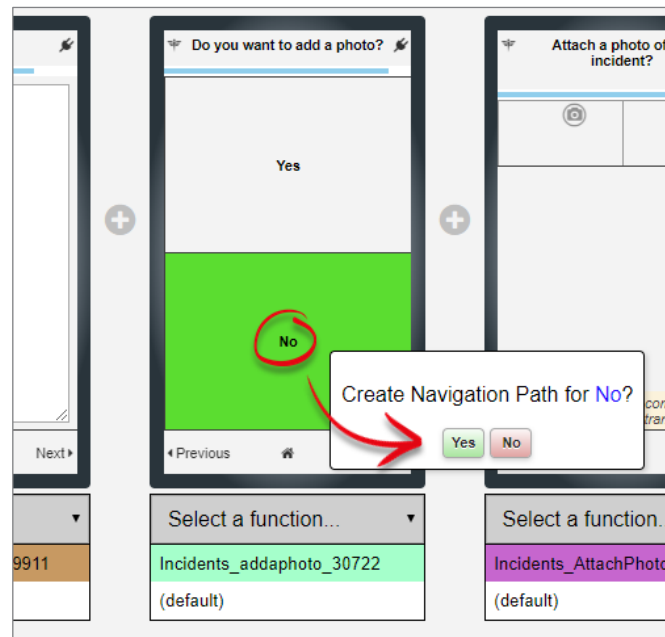 Do you want to add a photo?
Yes
No
Previous
Next
Attach a photo of
incident?
Create Navigation Path for No?
Yes
No
Select a function...
Incidents_addaphoto_30722
(default)
9911
Select a function.
Incidents_AttachPhoto
(default)